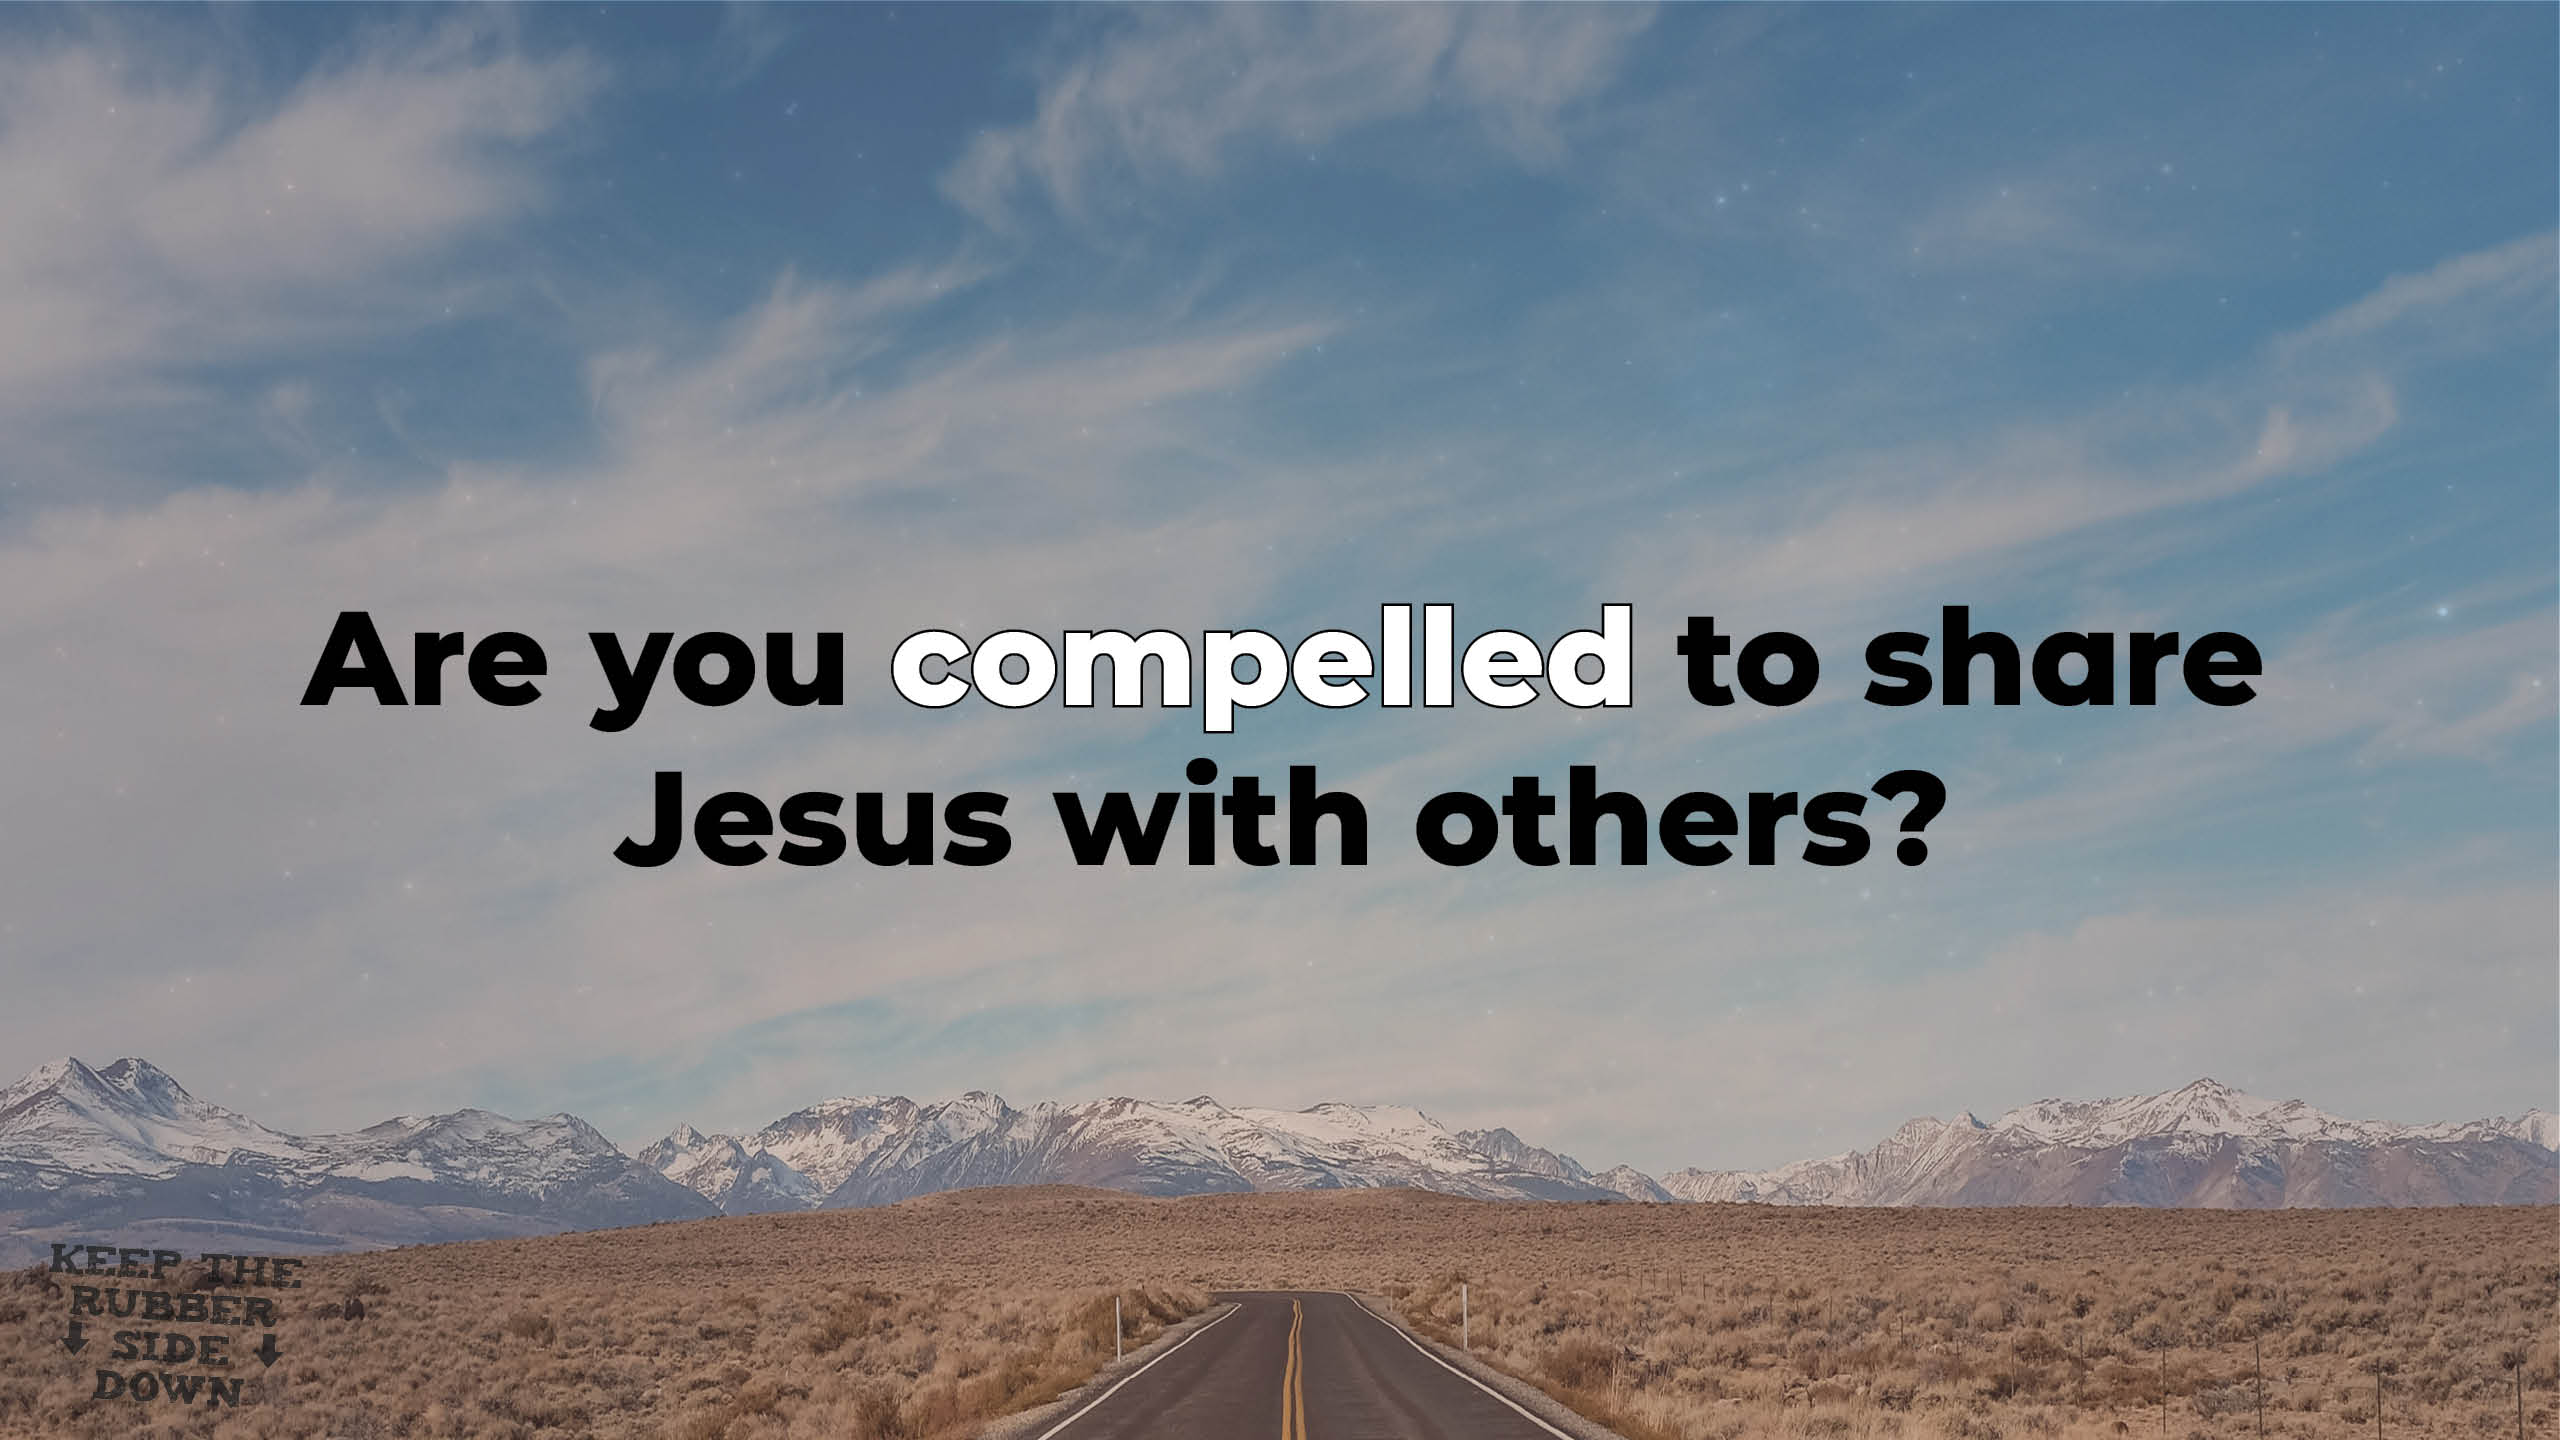 Are you compelled to share
Jesus with others?
KEEP THE
RUBBER
SIDE
DOWN